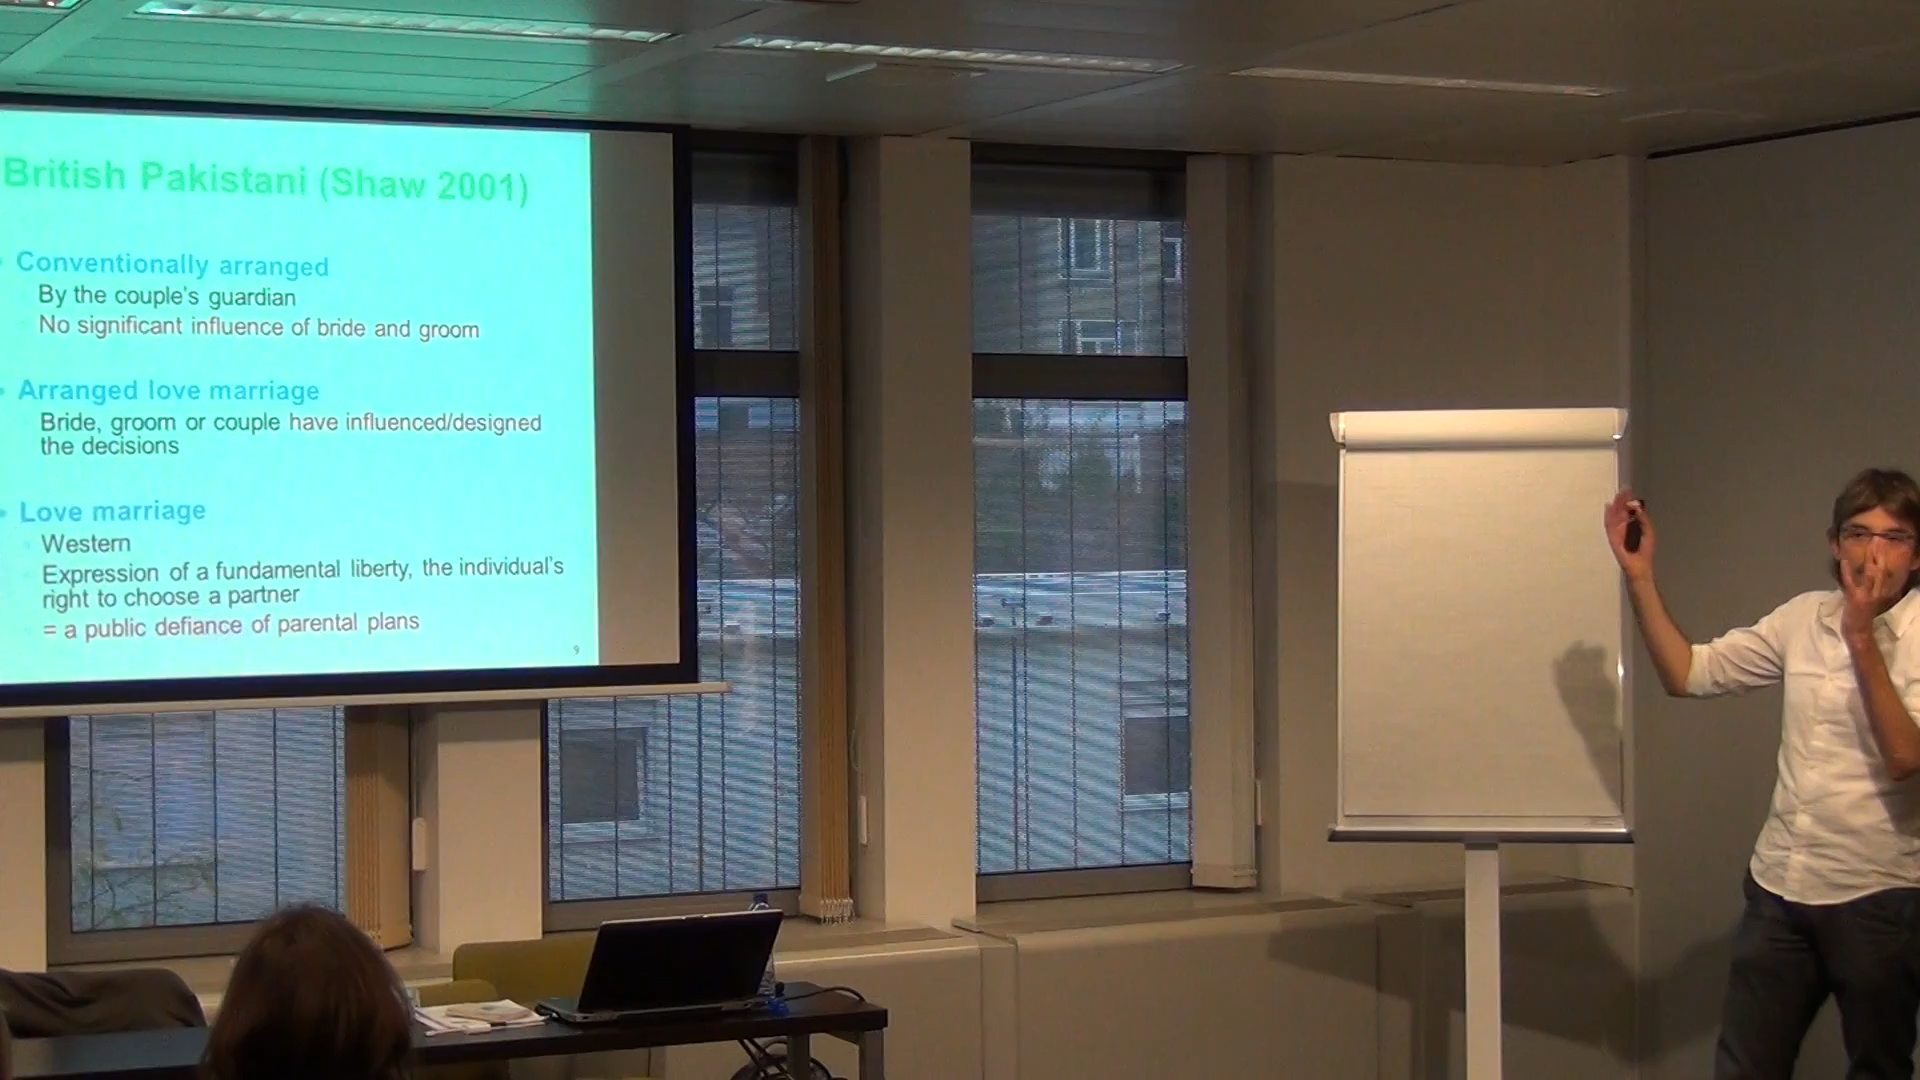 British Pakistani (Shaw 2001)
Conventionally arranged
By the couple's guardian
No significant influence of bride and groom
Arranged love marriage
Bride, groom or couple have influenced/designed
the decisions
Love marriage
Western
Expression of a fundamental liberty, the individual's
right to choose a partner
= a public defiance of parental plans
9